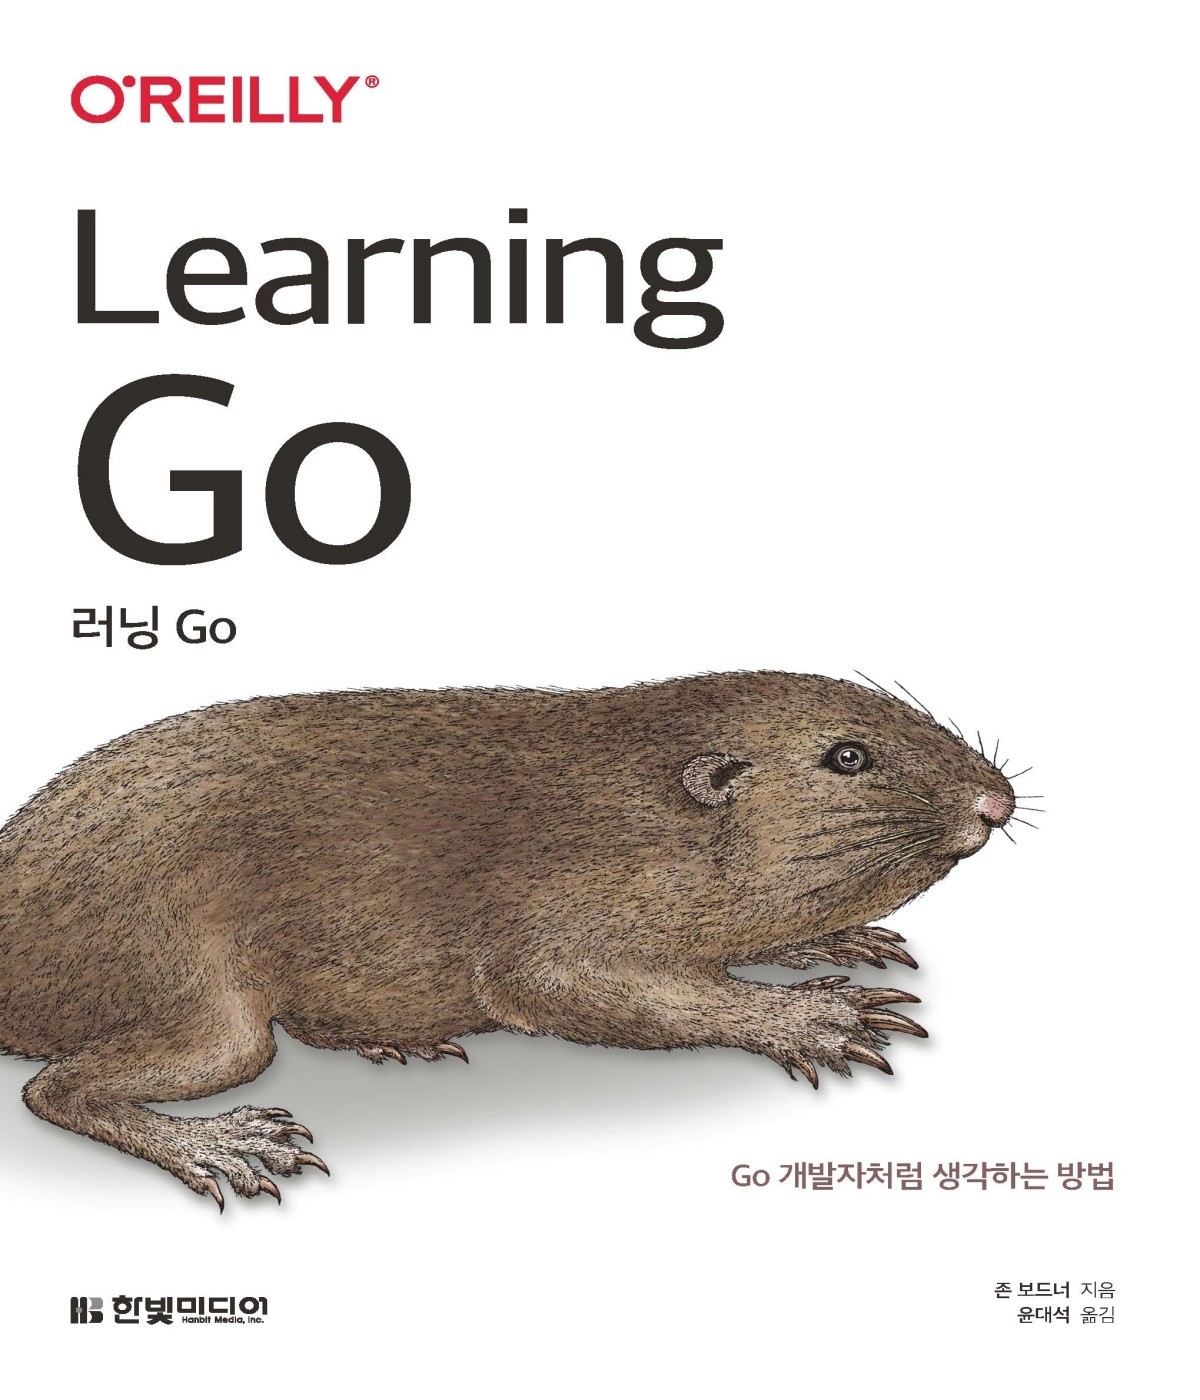 O'REILLY®
Learning
Go
러닝 Go
Go 개발자처럼 생각하는 방법
한빛미디어
Hanbit Media, Inc.
존 보드너 지음
윤대석 옮김